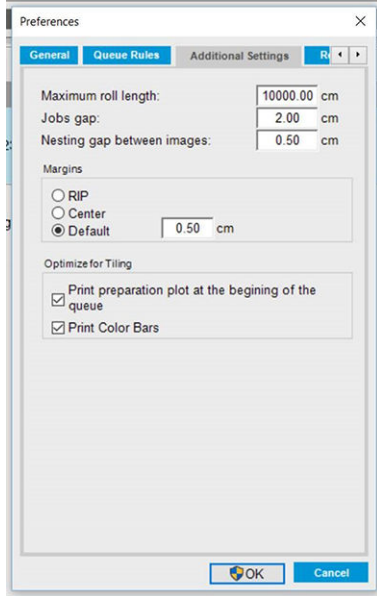 Preferences
General Queue Rules Additional Settings
Maximum roll length: 10000.00 cm
Jobs gap: 2.00 cm
Nesting gap between images: 0.50 cm
Margins
RIP
Center
Default 0.50 cm
Optimize for Tiling
Print preparation plot at the begining of the
queue
Print Color Bars
OK Cancel